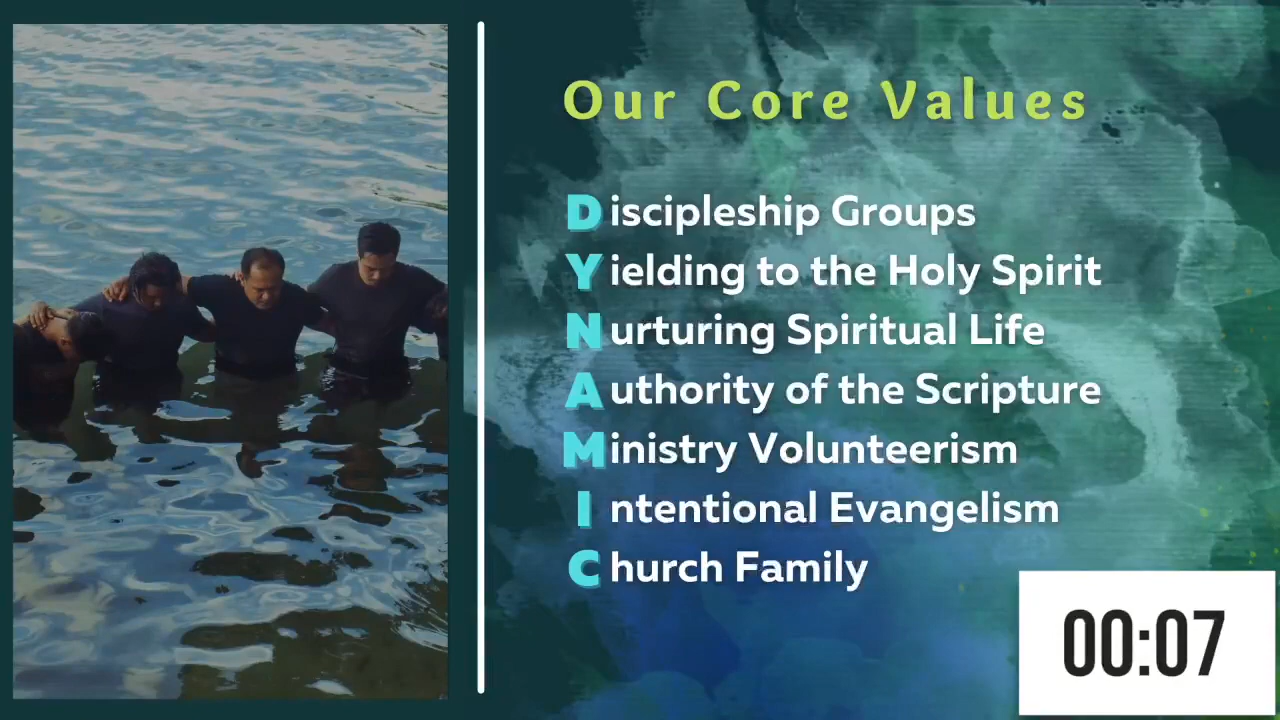 Our Core Values
Discipleship Groups
Yielding to the Holy Spirit
Nurturing Spiritual Life
Authority of the Scripture
Ministry Volunteerism
Intentional Evangelism
Church Family
00:07